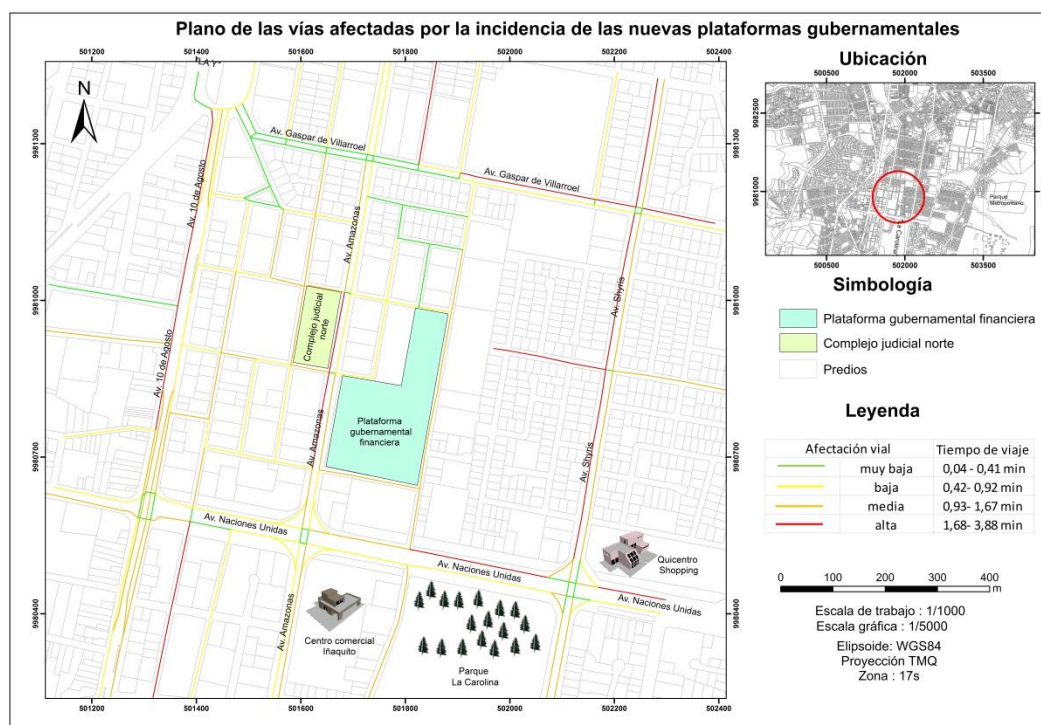 Plano de las vías afectadas por la incidencia de las nuevas plataformas gubernamentales
501200
501400
501600
501800
502000
502200
502400
"LA Y"
N
Av. Gaspar de Villarroel
Av. Gaspar de Villarroel
9981300
9981300
Av. 10 de Agosto
Av. Amazonas
Av. Shyris
9981000
9981000
Complejo judicial
norte
Av. 10 de Agosto
Av. Amazonas
Plataforma
gubernamental
financiera
Av. Shyris
9980700
9980700
Av. Naciones Unidas
Av. Naciones Unidas
Av. Naciones Unidas
Quicentro
Shopping
9980400
9980400
Av. Amazonas
Centro comercial
Iñaquito
Parque
La Carolina
501200
501400
501600
501800
502000
502200
502400
Ubicación
500500
502000
503500
9982500
9981000
Parque
Metropolitano
500500
502000
503500
Simbología
Plataforma gubernamental financiera
Complejo judicial norte
Predios
Leyenda
Afectación vial Tiempo de viaje
muy baja 0,04 - 0,41 min
baja 0,42 - 0,92 min
media 0,93- 1,67 min
alta 1,68- 3,88 min
0 100 200 300 400
m
Escala de trabajo : 1/1000
Escala gráfica : 1/5000
Elipsoide: WGS84
Proyección TMQ
Zona : 17s